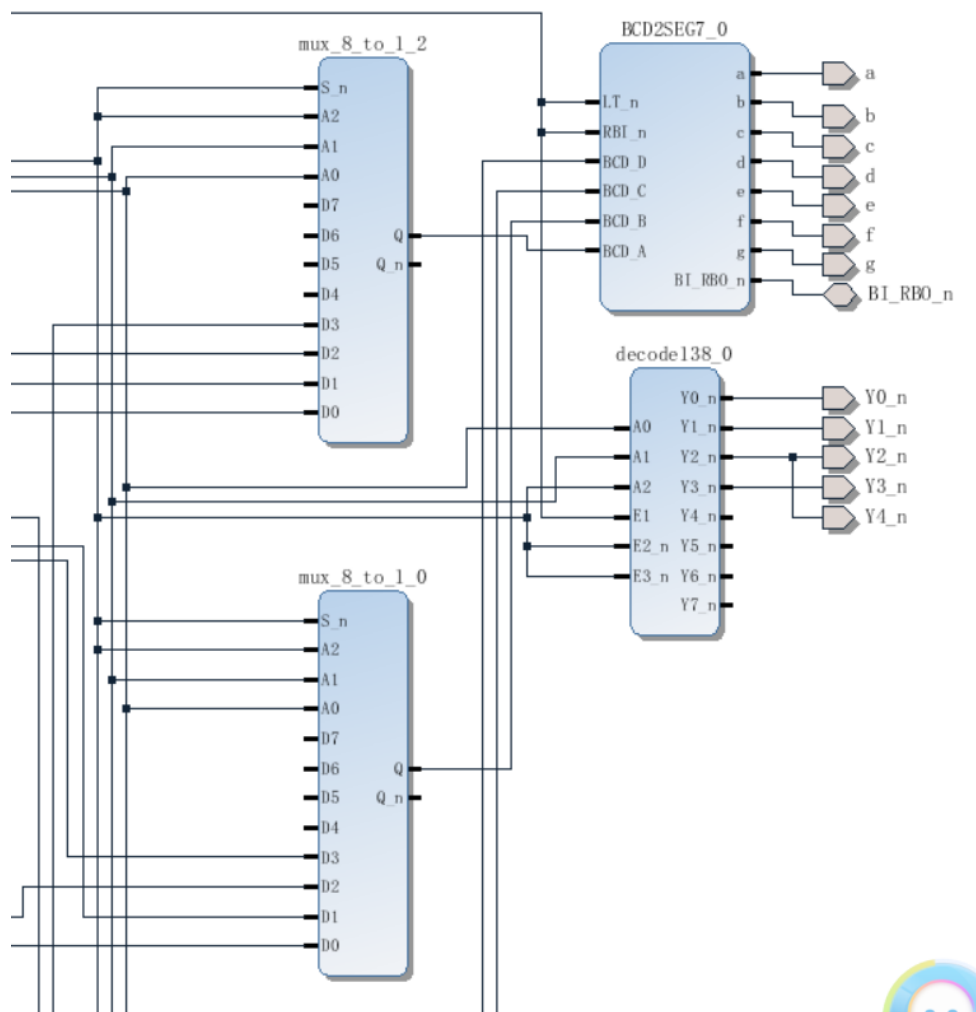 mux_8_to_1_2
S_n
A2
A1
A0
D7
D6
D5
D4
D3
D2
D1
D0
Q
Q_n
BCD2SEG7_0
LT_n
RBI_n
BCD_D
BCD_C
BCD_B
BCD_A
a
b
c
d
e
f
g
BI_RBO_n
a
b
c
d
e
f
g
BI_RBO_n
decode138_0
A0
A1
A2
E1
E2_n
E3_n
Y0_n
Y1_n
Y2_n
Y3_n
Y4_n
Y5_n
Y6_n
Y7_n
Y0_n
Y1_n
Y2_n
Y3_n
Y4_n
mux_8_to_1_0
S_n
A2
A1
A0
D7
D6
D5
D4
D3
D2
D1
D0
Q
Q_n